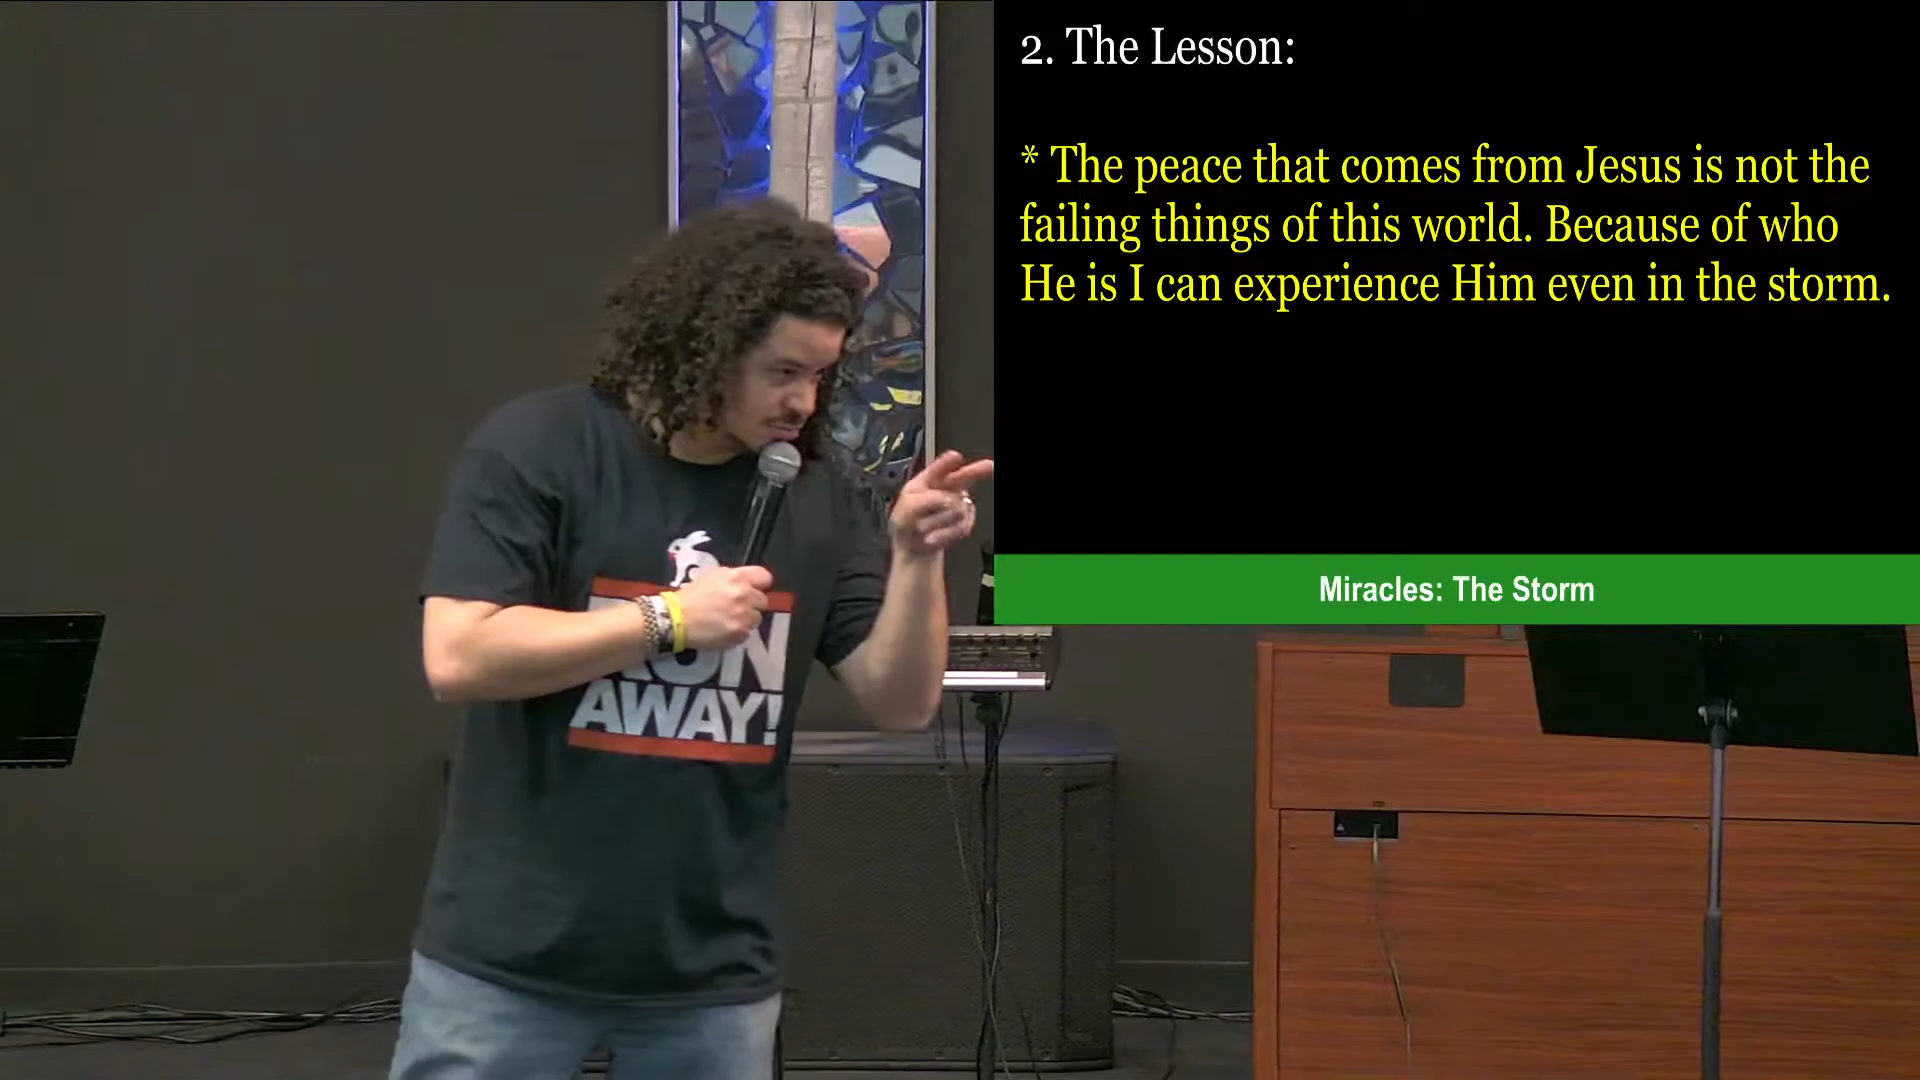 2. The Lesson:
* The peace that comes from Jesus is not the
failing things of this world. Because of who
He is I can experience Him even in the storm.
Miracles: The Storm
AWAY!